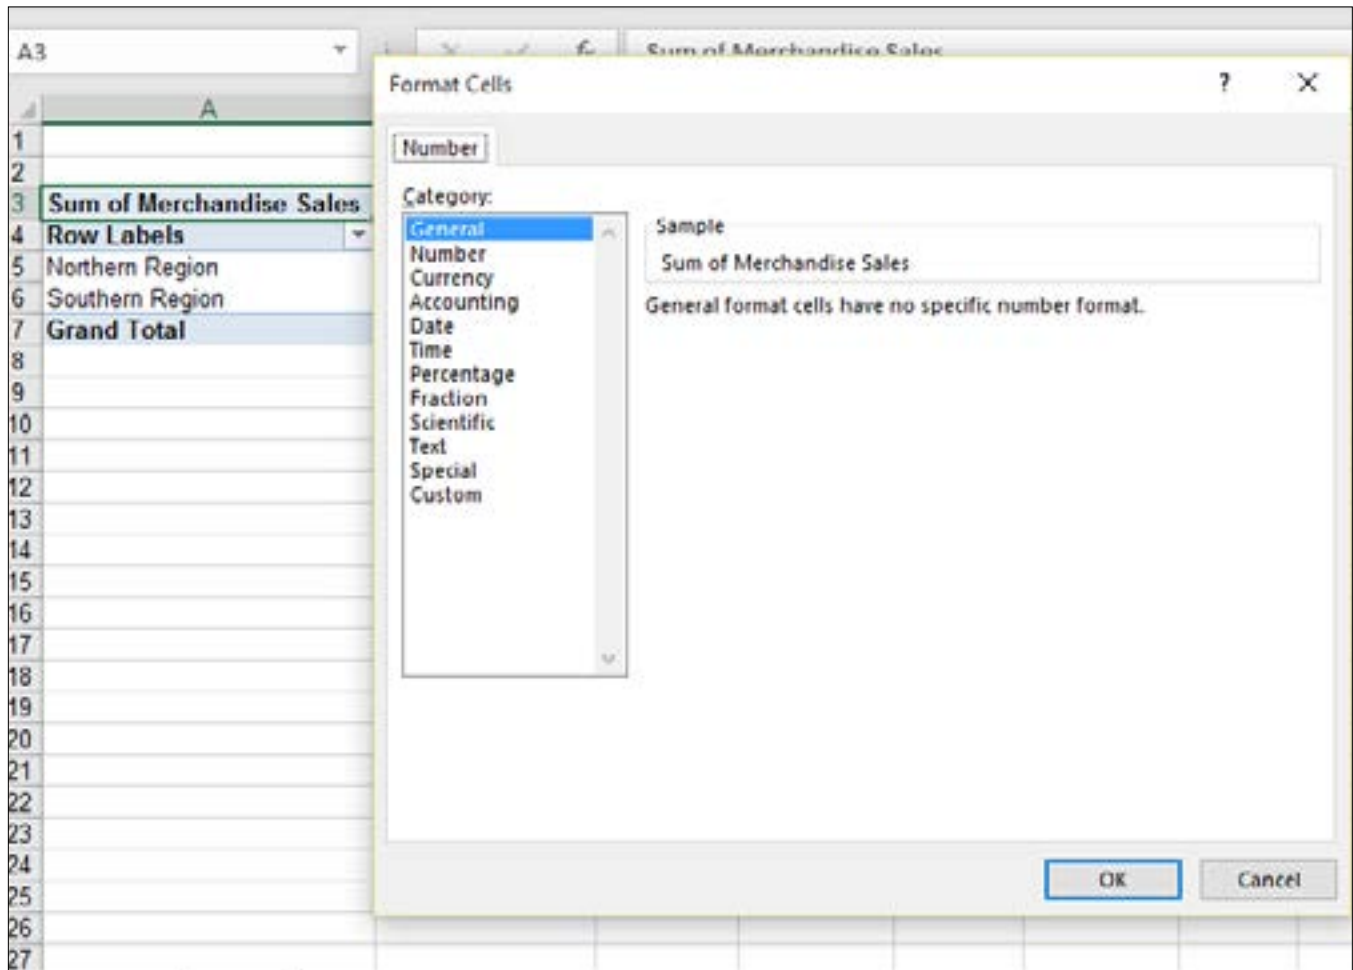 A3
fx Sum of Merchandise Sales
Format Cells ? X
A
Number
Category:
General
Number
Currency
Accounting
Date
Time
Percentage
Fraction
Scientific
Text
Special
Custom
Sample
Sum of Merchandise Sales
General format cells have no specific number format.
OK Cancel
1
2
3 Sum of Merchandise Sales
4 Row Labels
5 Northern Region
6 Southern Region
7 Grand Total
8
9
10
11
12
13
14
15
16
17
18
19
20
21
22
23
24
25
26
27